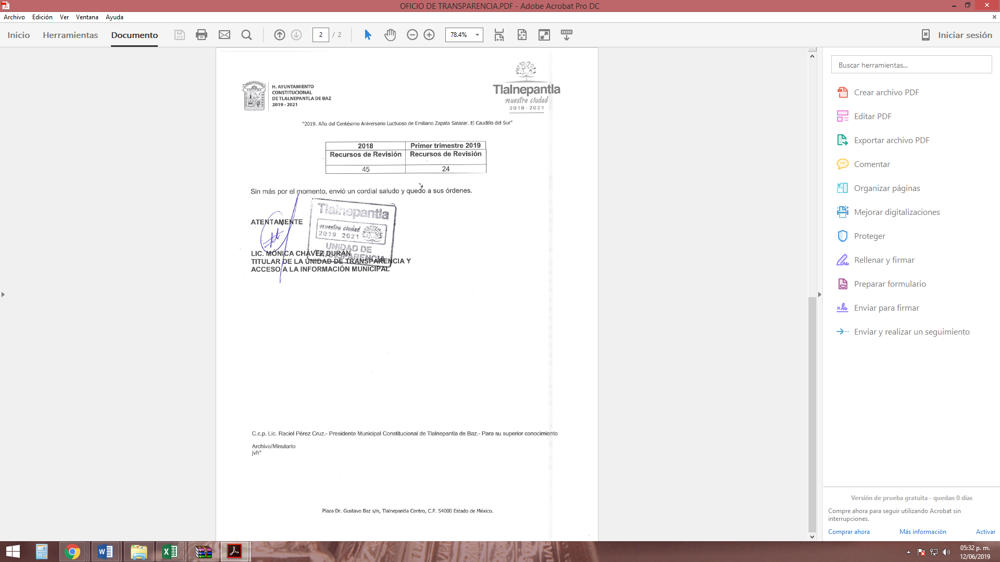 OFICIO DE TRANSPARENCIA.PDF - Adobe Acrobat Pro DC
Archivo Edición Ver Ventana Ayuda
Inicio Herramientas Documento 2 / 2 78.4% Iniciar sesión
H. AYUNTAMIENTO
CONSTITUCIONAL
DE TLALNEPANTLA DE BAZ
2019 - 2021
Tlalnepantla
nuestra ciudad
2019 - 2021
"2019. Año del Centésimo Aniversario Luctuoso de Emiliano Zapata Salazar. El Caudillo del Sur"
2018 Primer trimestre 2019
Recursos de Revisión Recursos de Revisión
45 24
Sin más por el momento, envió un cordial saludo y quedo a sus órdenes.
ATENTAMENTE
Tlalnepantla
nuestra ciudad
2019 2021
UNIDAD DE
TRANSPARENCIA
LIC. MÓNICA CHÁVEZ DURÁN
TITULAR DE LA UNIDAD DE TRANSPARENCIA Y
ACCESO A LA INFORMACIÓN MUNICIPAL
C.c.p. Lic. Raciel Pérez Cruz.- Presidente Municipal Constitucional de Tlalnepantla de Baz.- Para su superior conocimiento
Archivo/Minutario
jvh*
Plaza Dr. Gustavo Baz s/n, Tlalnepantla Centro, C.P. 54000 Estado de México.
Buscar herramientas...
Crear archivo PDF
Editar PDF
Exportar archivo PDF
Comentar
Organizar páginas
Mejorar digitalizaciones
Proteger
Rellenar y firmar
Preparar formulario
Enviar para firmar
Enviar y realizar un seguimiento
Versión de prueba gratuita - quedan 0 días
Compre ahora para seguir utilizando Acrobat sin
interrupciones.
Comprar ahora Más información Activar
05:32 p. m.
12/06/2019